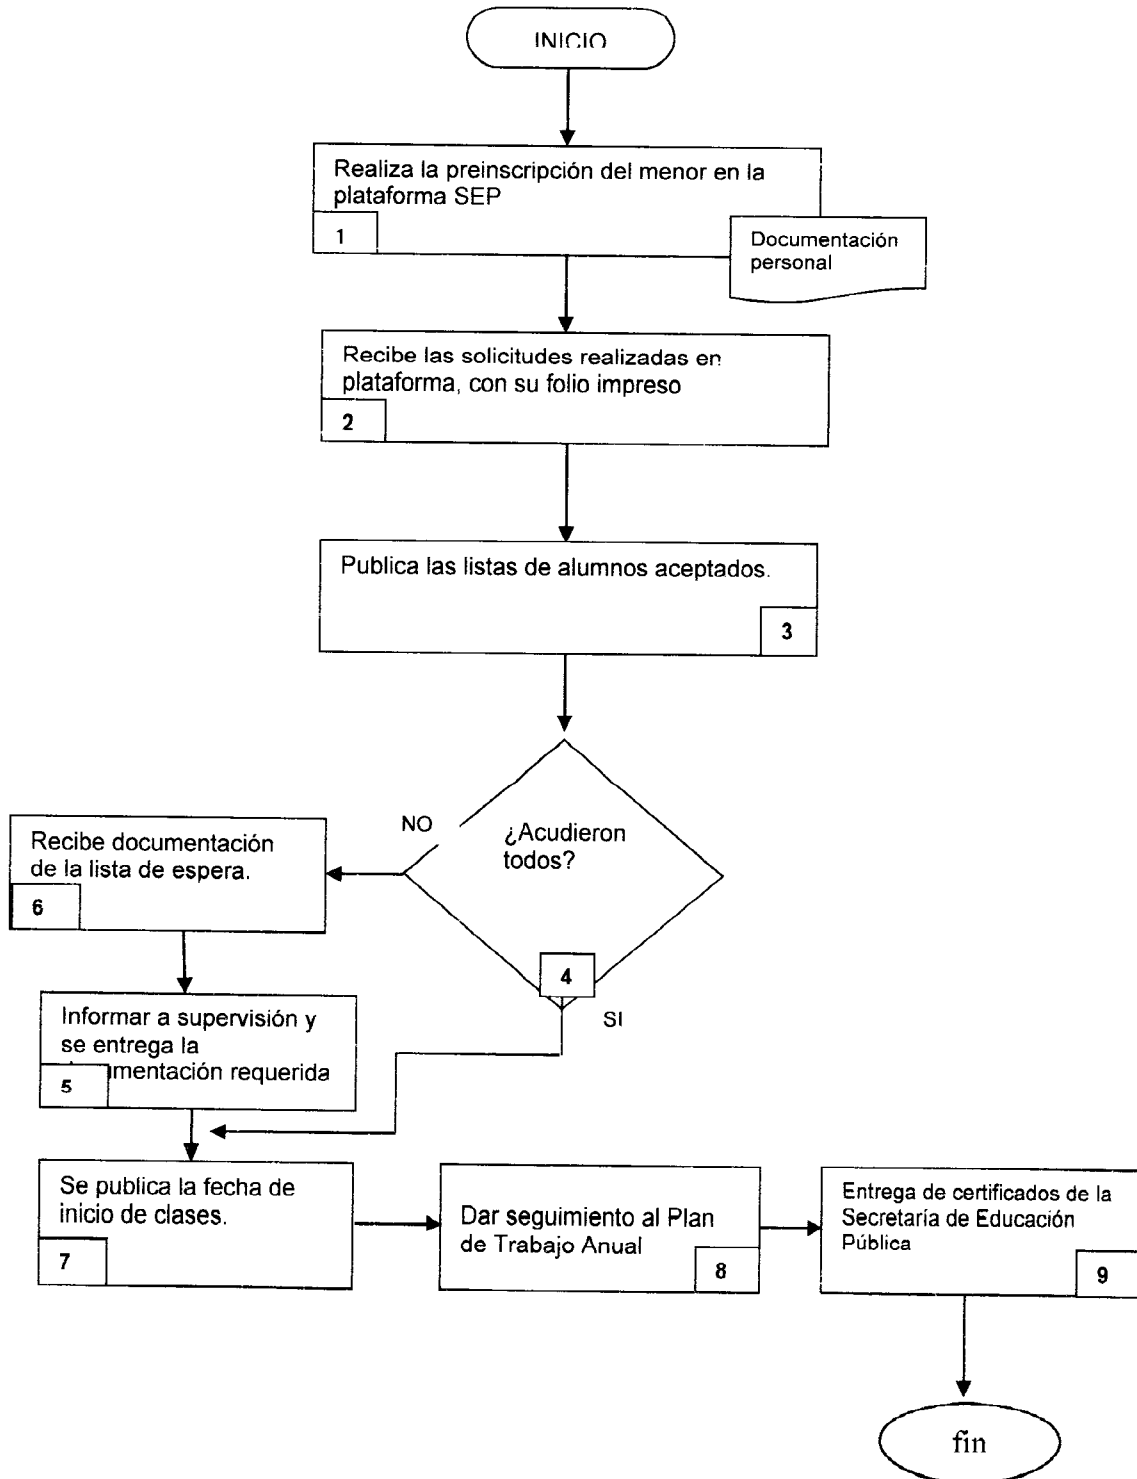 INICIO
Realiza la preinscripción del menor en la
plataforma SEP
1
Documentación
personal
Recibe las solicitudes realizadas en
plataforma, con su folio impreso
2
Publica las listas de alumnos aceptados.
3
¿Acudieron
todos?
4
NO
SI
Recibe documentación
de la lista de espera.
6
Informar a supervisión y
se entrega la
umentación requerida
5
Se publica la fecha de
inicio de clases.
7
Dar seguimiento al Plan
de Trabajo Anual
8
Entrega de certificados de la
Secretaría de Educación
Pública
9
fin